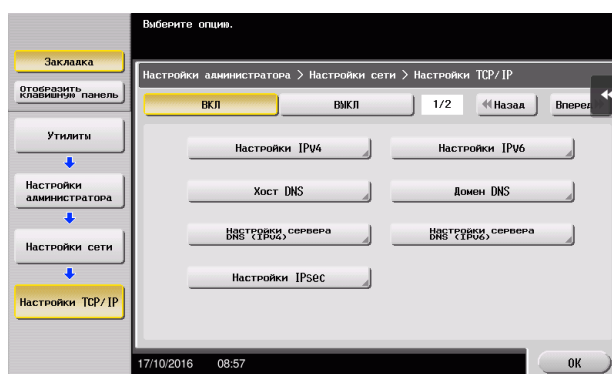 Выберите опцию.
Закладка
Отобразить
клавишную панель
Настройки администратора > Настройки сети > Настройки TCP/IP
ВКЛ
ВЫКЛ
1/2
Назад
Вперед
Утилиты
Настройки
администратора
Настройки сети
Настройки TCP/IP
Настройки IPv4
Настройки IPv6
Хост DNS
Домен DNS
Настройки сервера
DNS (IPv4)
Настройки сервера
DNS (IPv6)
Настройки IPsec
17/10/2016 08:57
OK